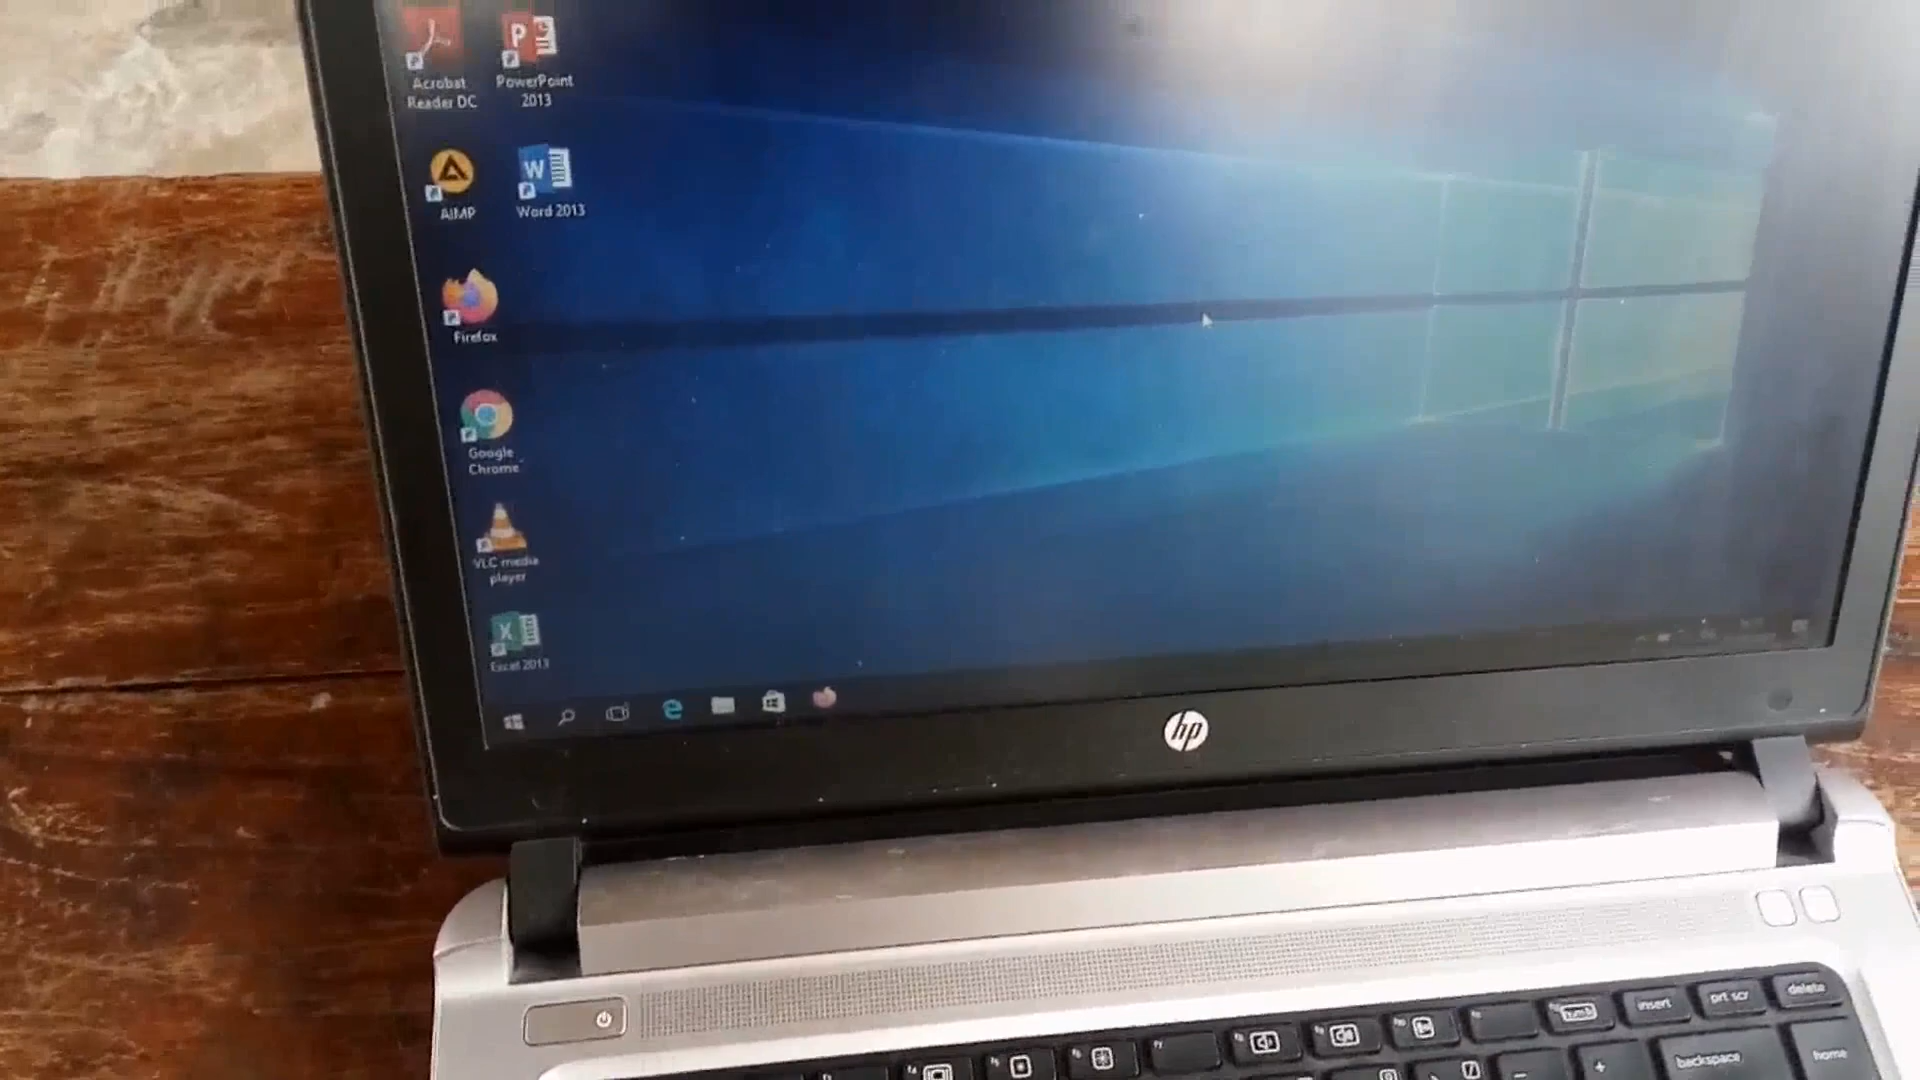 Acrobat
Reader DC
PowerPoint
2013
AIMP
Word 2013
Firefox
Google
Chrome
VLC media
player
Excel 2013
hp
insert
prt scr
delete
backspace
home